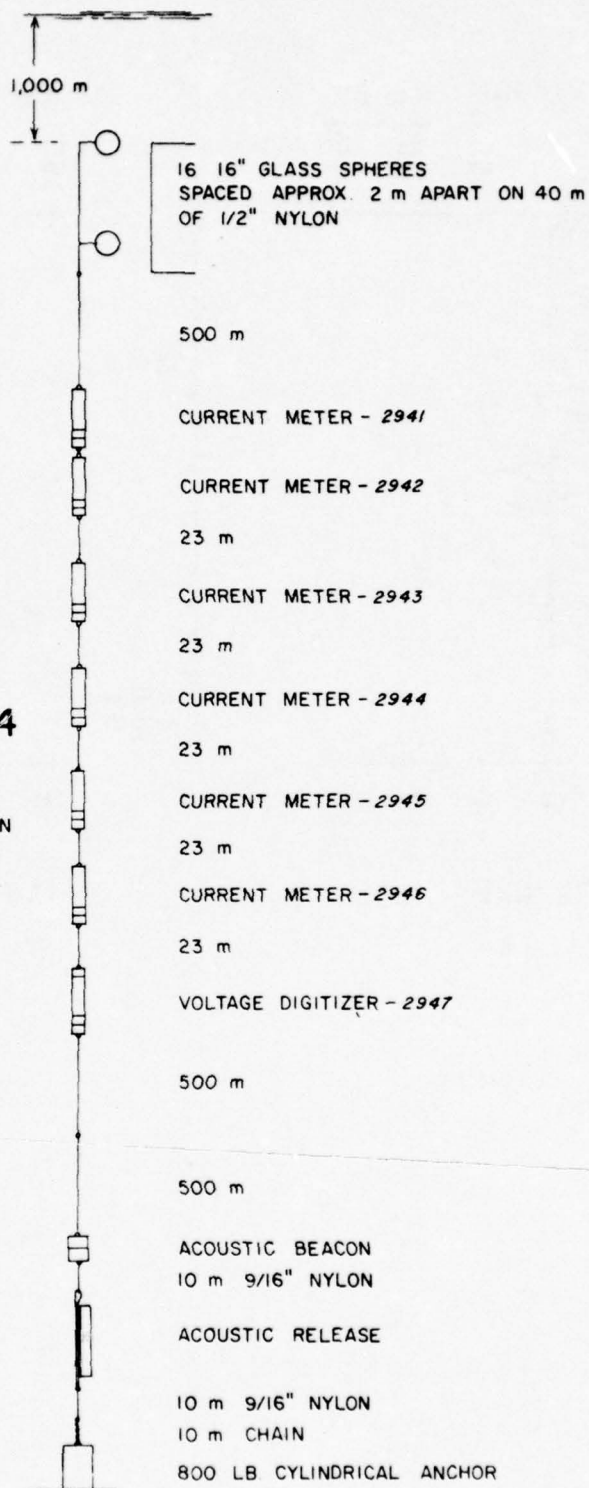 1,000 m
16 16" GLASS SPHERES
SPACED APPROX. 2 m APART ON 40 m
OF 1/2" NYLON
500 m
CURRENT METER - 2941
CURRENT METER - 2942
23 m
CURRENT METER - 2943
23 m
4
CURRENT METER - 2944
23 m
CURRENT METER - 2945
N
23 m
CURRENT METER - 2946
23 m
VOLTAGE DIGITIZER - 2947
500 m
500 m
ACOUSTIC BEACON
10 m 9/16" NYLON
ACOUSTIC RELEASE
10 m 9/16" NYLON
10 m CHAIN
800 LB CYLINDRICAL ANCHOR